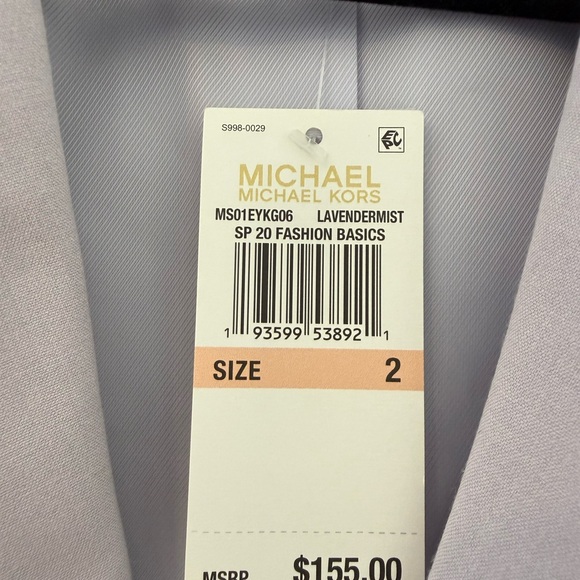 S998-0029
MICHAEL
MICHAEL KORS
MS01EYKG06 LAVENDERMIST
SP 20 FASHION BASICS
1 93599 53892 1
SIZE 2
MSRP $155.00